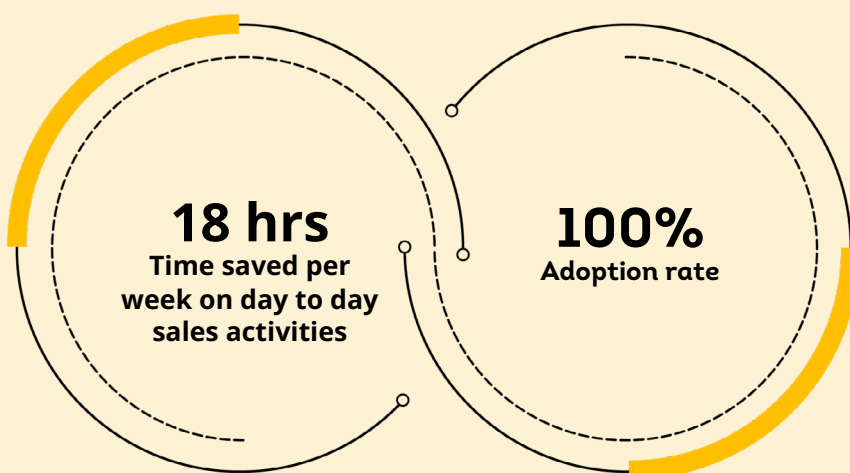 18 hrs
Time saved per
week on day to day
sales activities
100%
Adoption rate